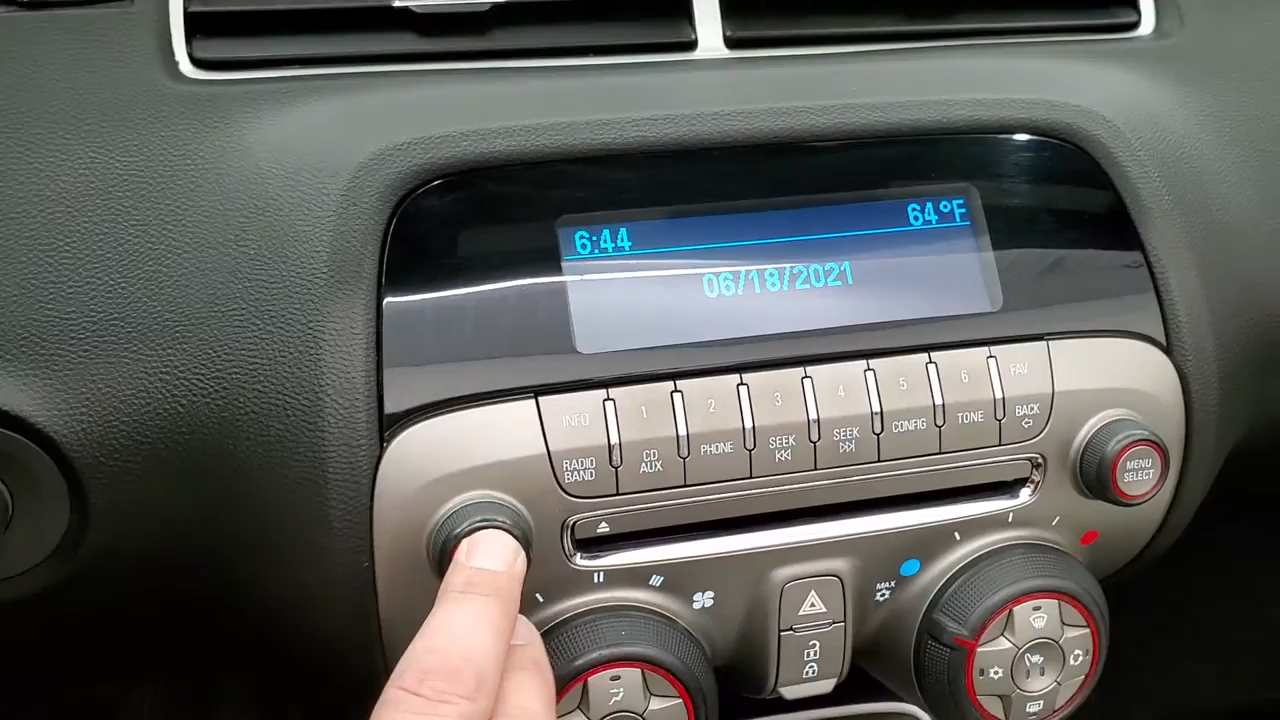 6:44
64°F
06/18/2021
INFO
1
2
3
4
5
6
FAV
RADIO
BAND
CD
AUX
PHONE
SEEK
SEEK
CONFIG
TONE
BACK
MENU
SELECT
MAX